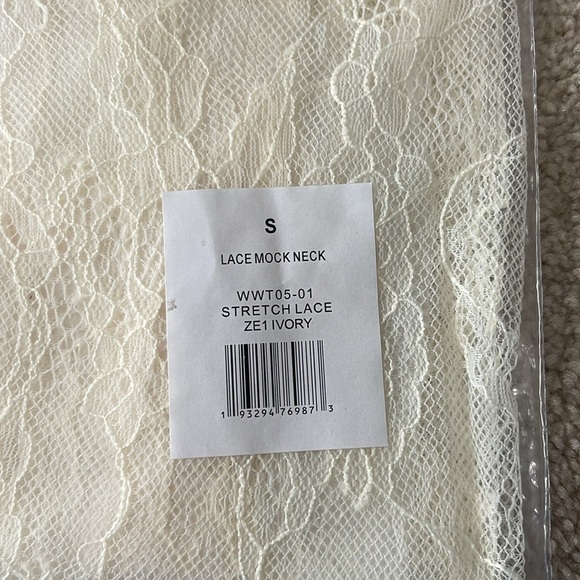 S
LACE MOCK NECK
WWT05-01
STRETCH LACE
ZE1 IVORY
1 93294 76987 3